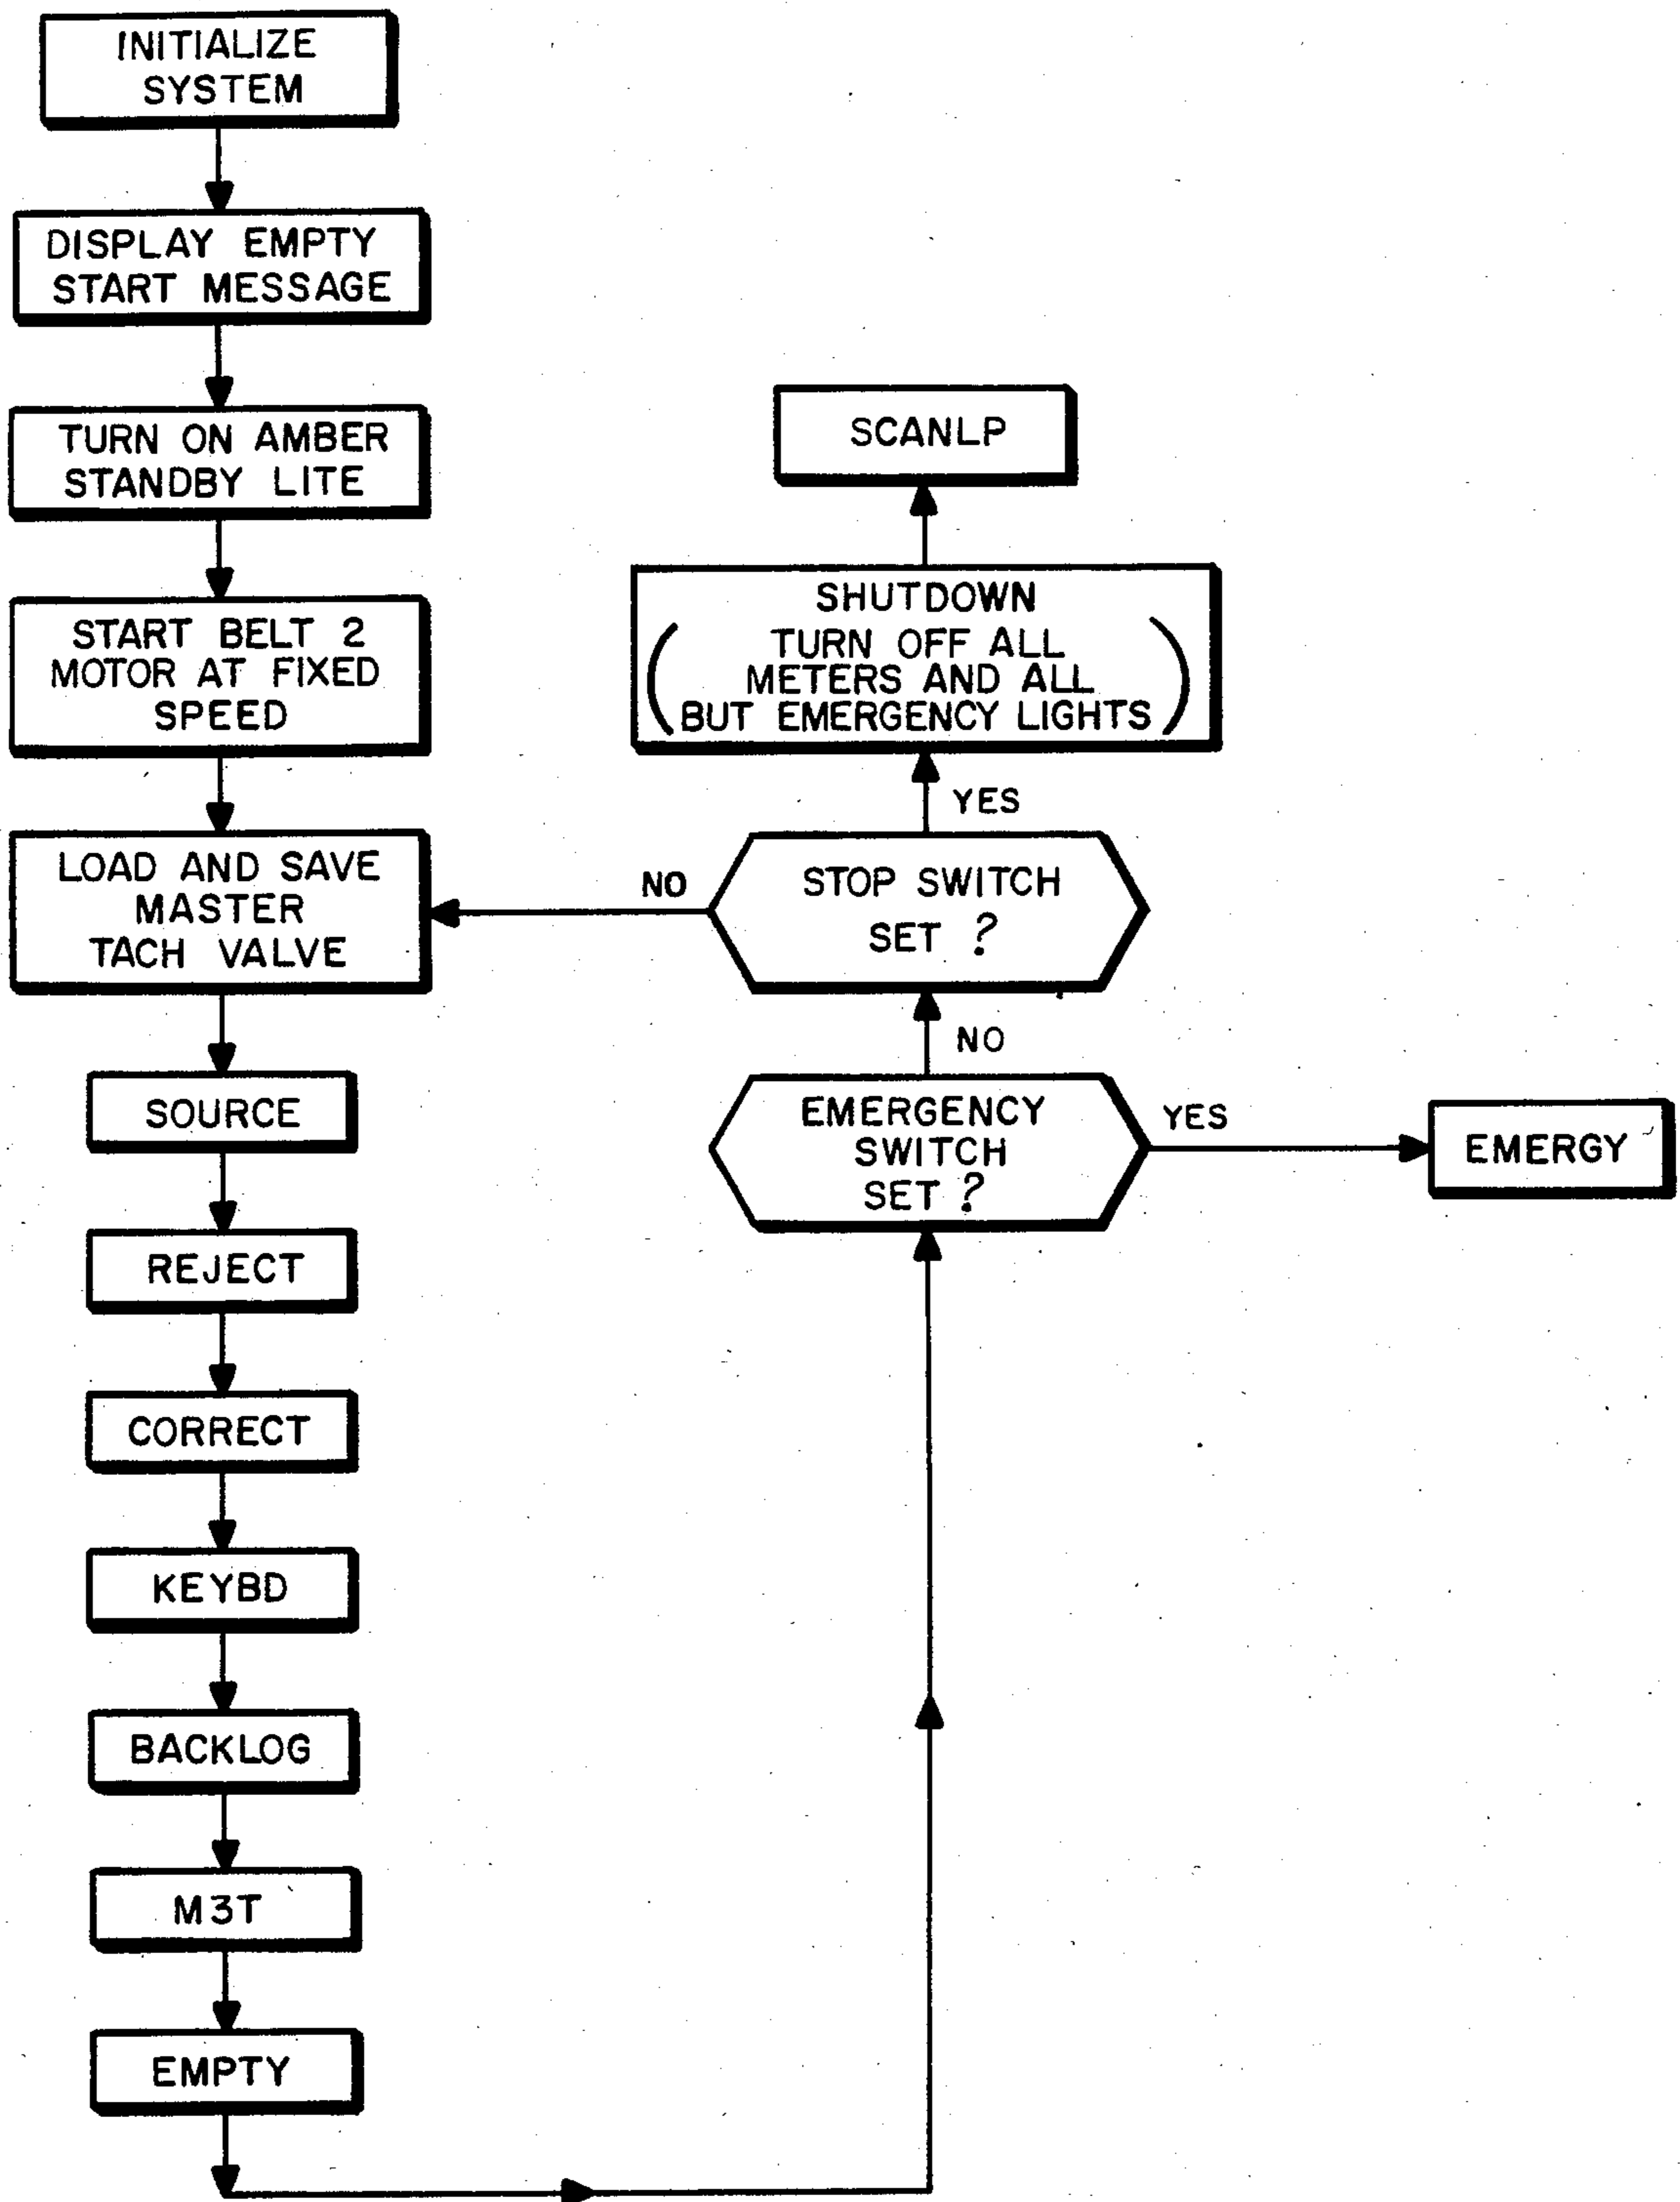 INITIALIZE
SYSTEM
DISPLAY EMPTY
START MESSAGE
TURN ON AMBER
STANDBY LITE
START BELT 2
MOTOR AT FIXED
SPEED
LOAD AND SAVE
MASTER
TACH VALVE
SOURCE
REJECT
CORRECT
KEYBD
BACKLOG
M3T
EMPTY
EMERGENCY
SWITCH
SET ?
YES
EMERGY
NO
STOP SWITCH
SET ?
NO
YES
SHUTDOWN
(TURN OFF ALL
METERS AND ALL
BUT EMERGENCY LIGHTS)
SCANLP